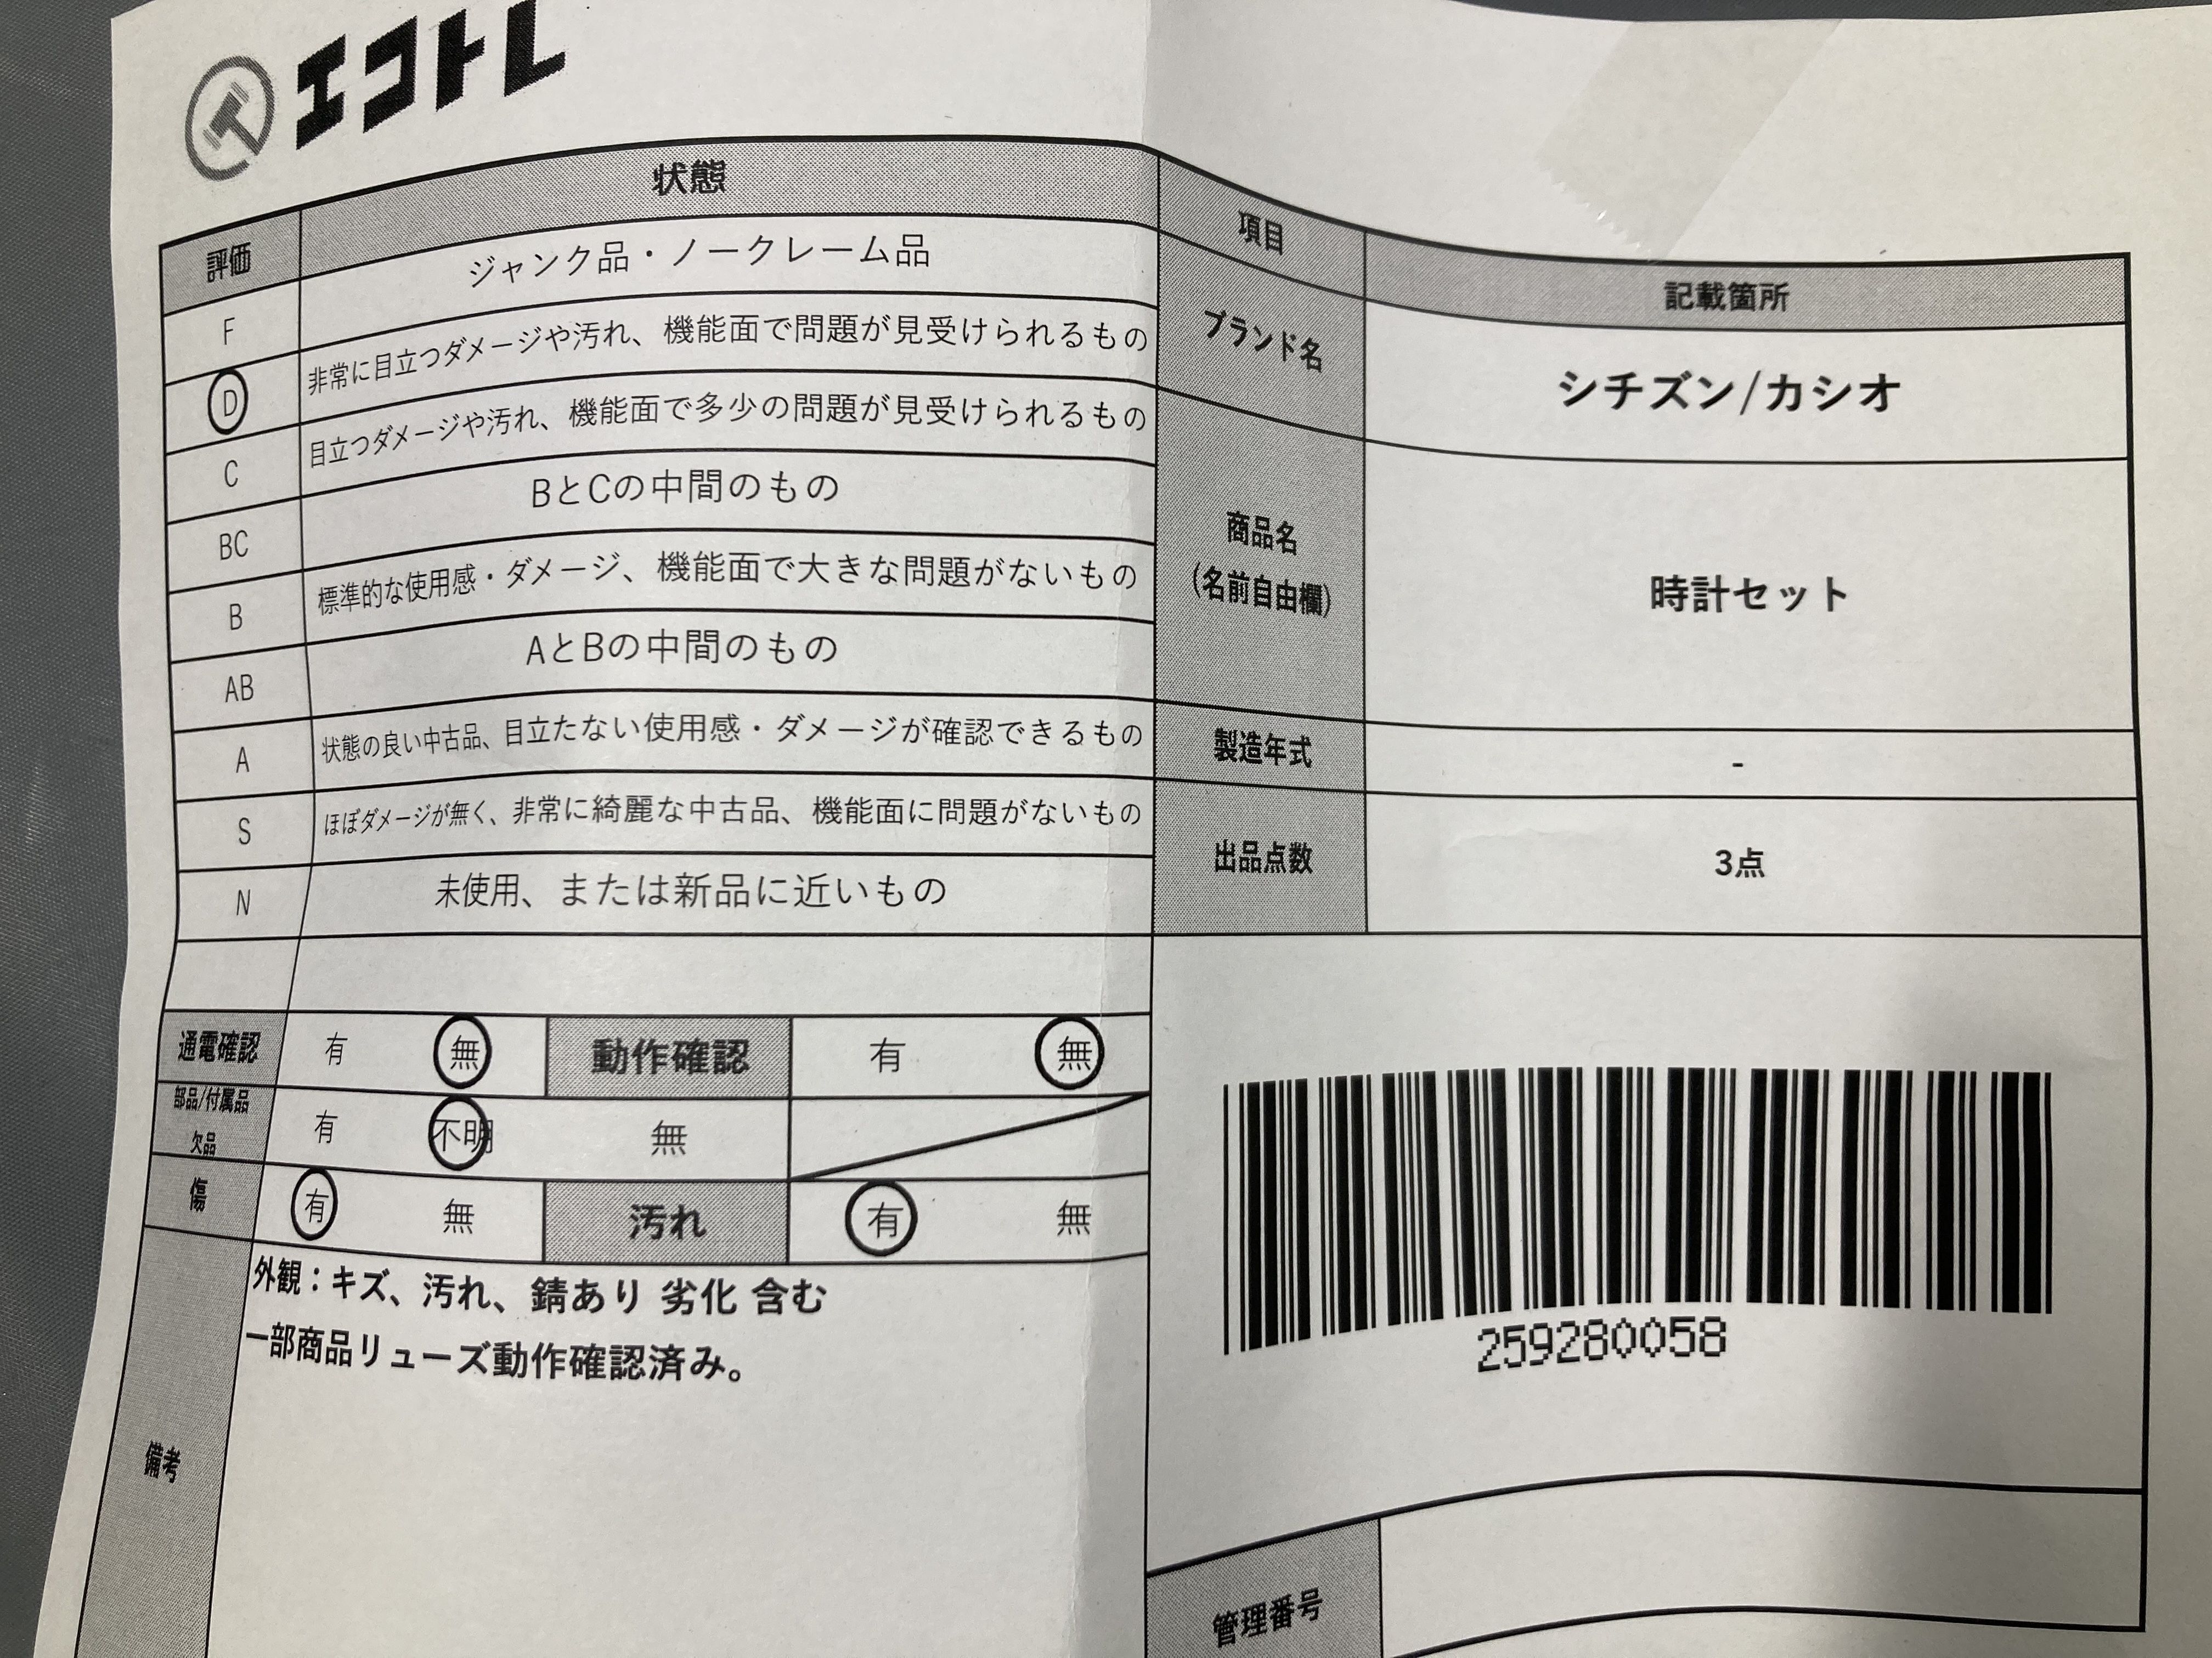 エコトレ
評価 状態
F ジャンク品・ノークレーム品
D 非常に目立つダメージや汚れ、機能面で問題が見受けられるもの
C 目立つダメージや汚れ、機能面で多少の問題が見受けられるもの
BC BとCの中間のもの
B 標準的な使用感・ダメージ、機能面で大きな問題がないもの
AB AとBの中間のもの
A 状態の良い中古品、目立たない使用感・ダメージが確認できるもの
S ほぼダメージが無く、非常に綺麗な中古品、機能面に問題がないもの
N 未使用、または新品に近いもの
通電確認 有 無 動作確認 有 無
部品/付属品
欠品 有 不明 無
傷 有 無 汚れ 有 無
備考
外観：キズ、汚れ、錆あり 劣化 含む
一部商品リューズ動作確認済み。
項目 記載箇所
ブランド名 シチズン/カシオ
商品名
(名前自由欄) 時計セット
製造年式 -
出品点数 3点
259280058
管理番号